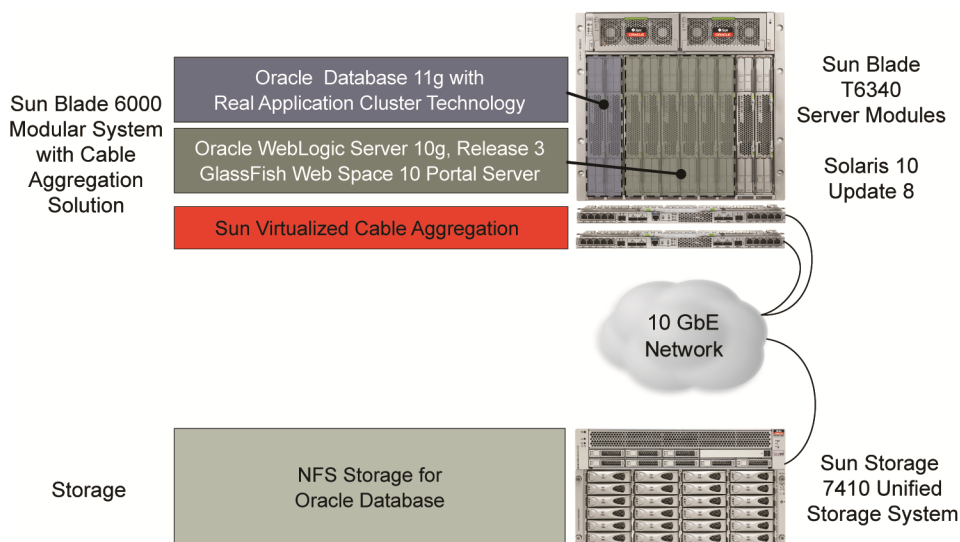 Sun Blade 6000
Modular System
with Cable
Aggregation
Solution
Oracle  Database 11g with
Real Application Cluster Technology
Oracle WebLogic Server 10g, Release 3
GlassFish Web Space 10 Portal Server
Sun Virtualized Cable Aggregation
Sun Blade
T6340
Server Modules
Solaris 10
Update 8
10 GbE
Network
Storage
NFS Storage for
Oracle Database
Sun Storage
7410 Unified
Storage System